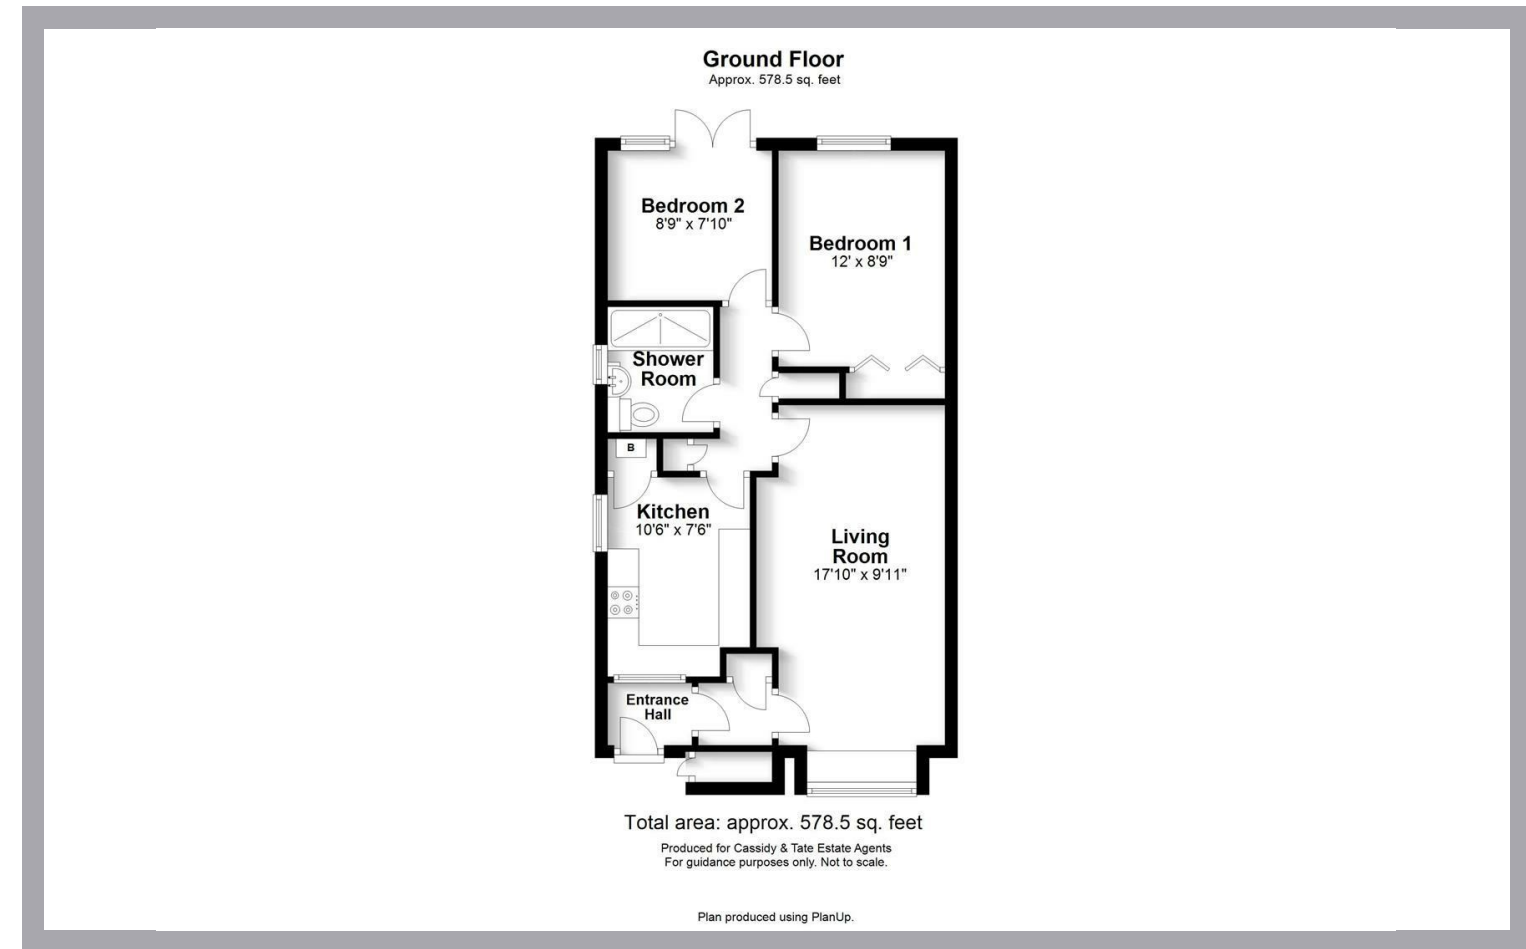 Ground Floor
Approx. 578.5 sq. feet
Bedroom 2
8'9" x 7'10"
Bedroom 1
12' x 8'9"
Shower
Room
B
Kitchen
10'6" x 7'6"
Living
Room
17'10" x 9'11"
Entrance
Hall
Total area: approx. 578.5 sq. feet
Produced for Cassidy & Tate Estate Agents
For guidance purposes only. Not to scale.
Plan produced using PlanUp.